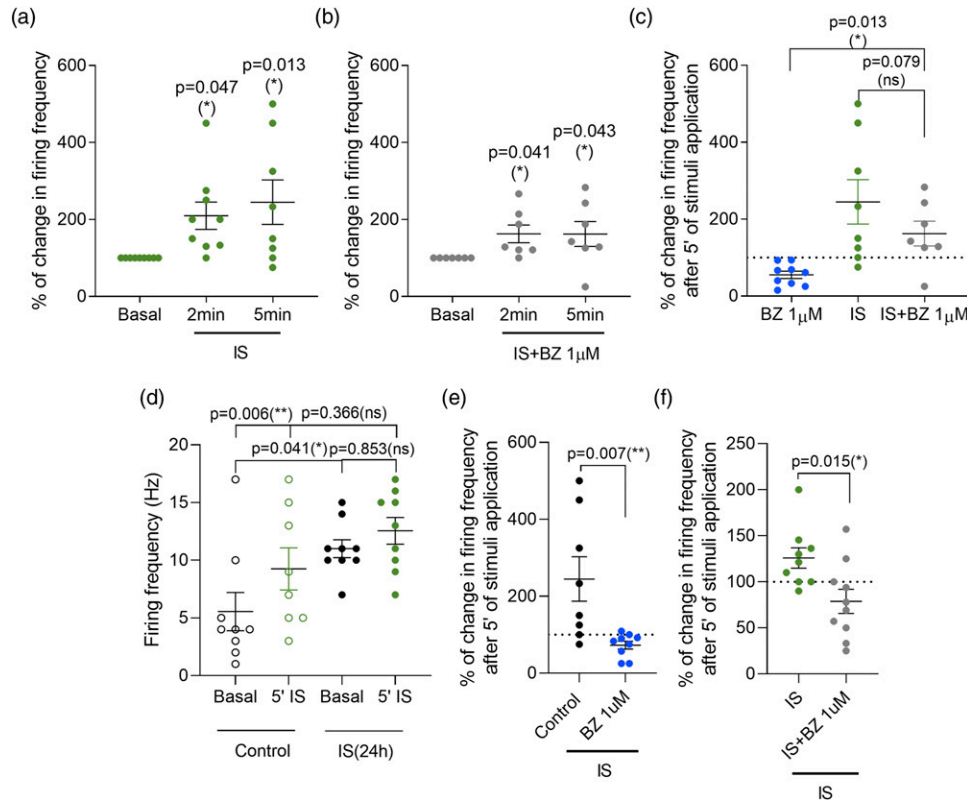 (a)
% of change in firing frequency
600
400
200
0
p=0.047
(*)
p=0.013
(*)
Basal
2min
5min
IS
(b)
% of change in firing frequency
600
400
200
0
p=0.041
(*)
p=0.043
(*)
Basal
2min
5min
IS+BZ 1μM
(c)
% of change in firing frequency
after 5' of stimuli application
600
400
200
0
p=0.013
(*)
p=0.079
(ns)
BZ 1μM
IS
IS+BZ 1μM
(d)
Firing frequency (Hz)
20
15
10
5
0
p=0.006(**)
p=0.366(ns)
p=0.041(*)
p=0.853(ns)
Basal
5' IS
Basal
5' IS
Control
IS(24h)
(e)
% of change in firing frequency
after 5' of stimuli application
600
400
200
0
p=0.007(**)
Control
BZ 1uM
IS
(f)
% of change in firing frequency
after 5' of stimuli application
250
200
150
100
50
0
p=0.015(*)
IS
IS+BZ 1uM
IS